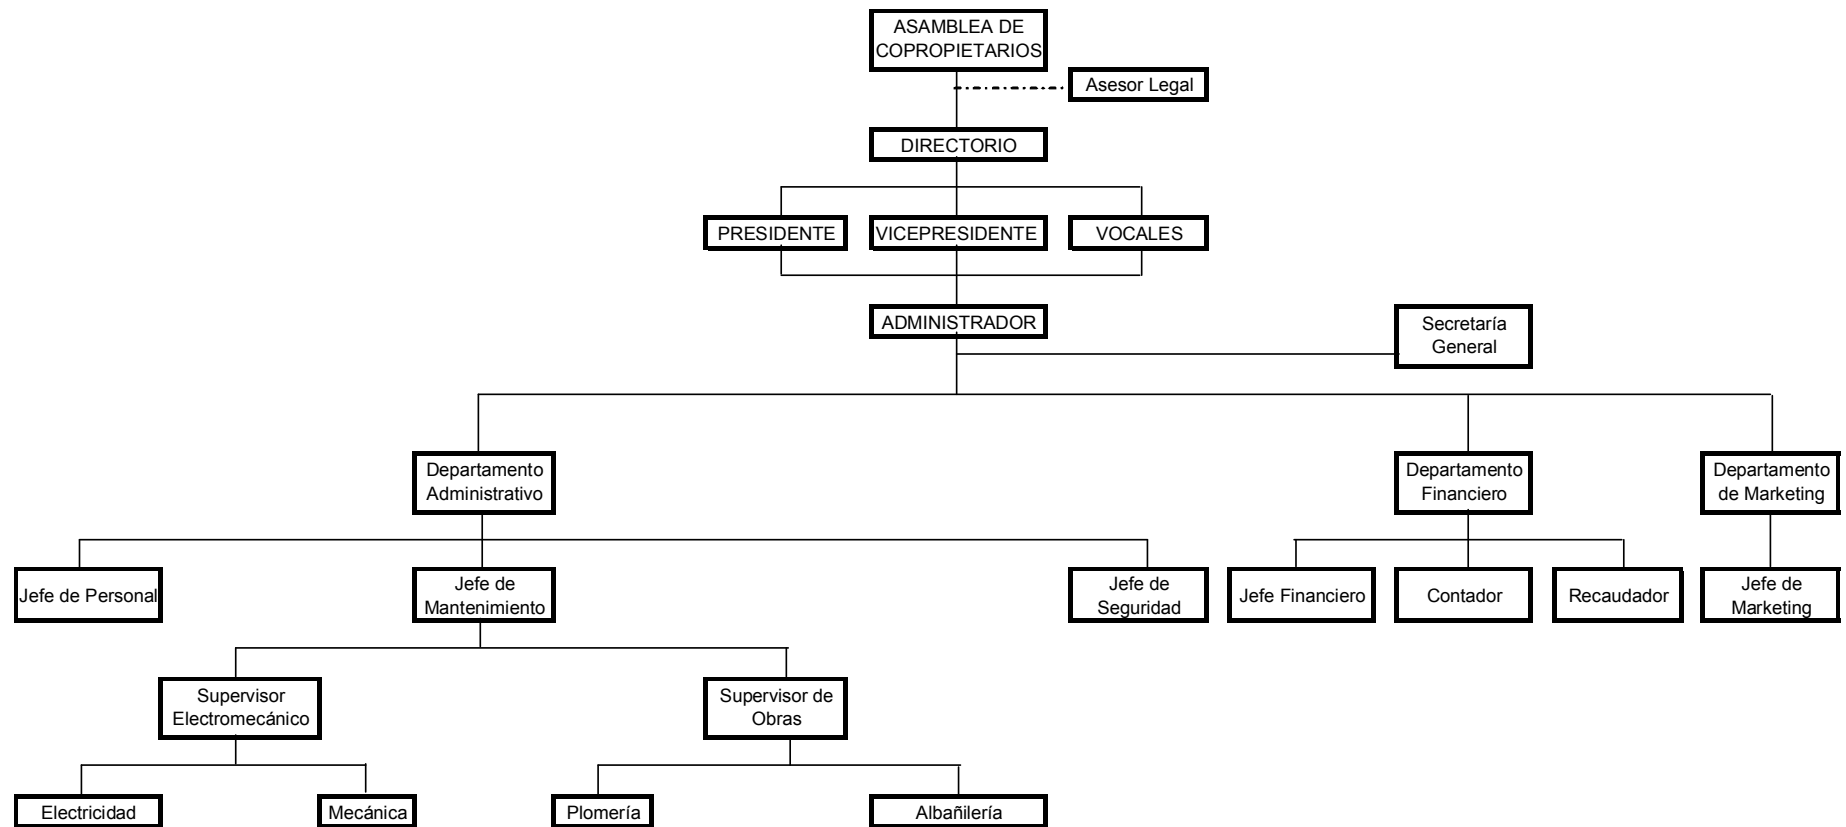 ASAMBLEA DE
COPROPIETARIOS
Asesor Legal
DIRECTORIO
PRESIDENTE
VICEPRESIDENTE
VOCALES
ADMINISTRADOR
Secretaría
General
Departamento
Administrativo
Departamento
Financiero
Departamento
de Marketing
Jefe de Personal
Jefe de
Mantenimiento
Jefe de
Seguridad
Jefe Financiero
Contador
Recaudador
Jefe de
Marketing
Supervisor
Electromecánico
Supervisor de
Obras
Electricidad
Mecánica
Plomería
Albañilería